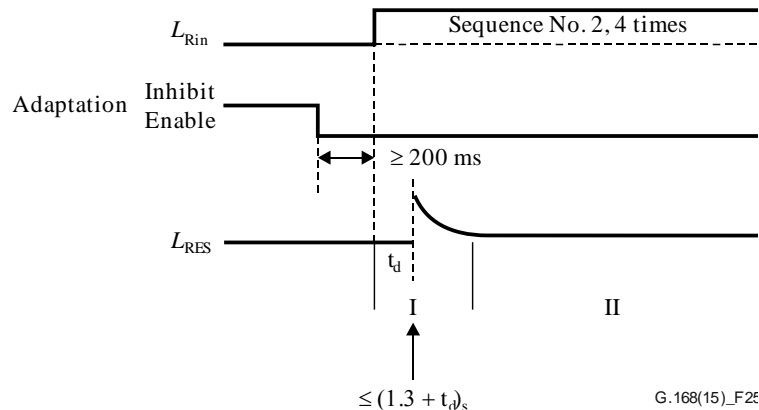 L_Rin
Sequence No. 2, 4 times
Adaptation
Inhibit
Enable
≥ 200 ms
L_RES
t_d
I
II
≤ (1.3 + t_d)_s
G.168(15)_F25